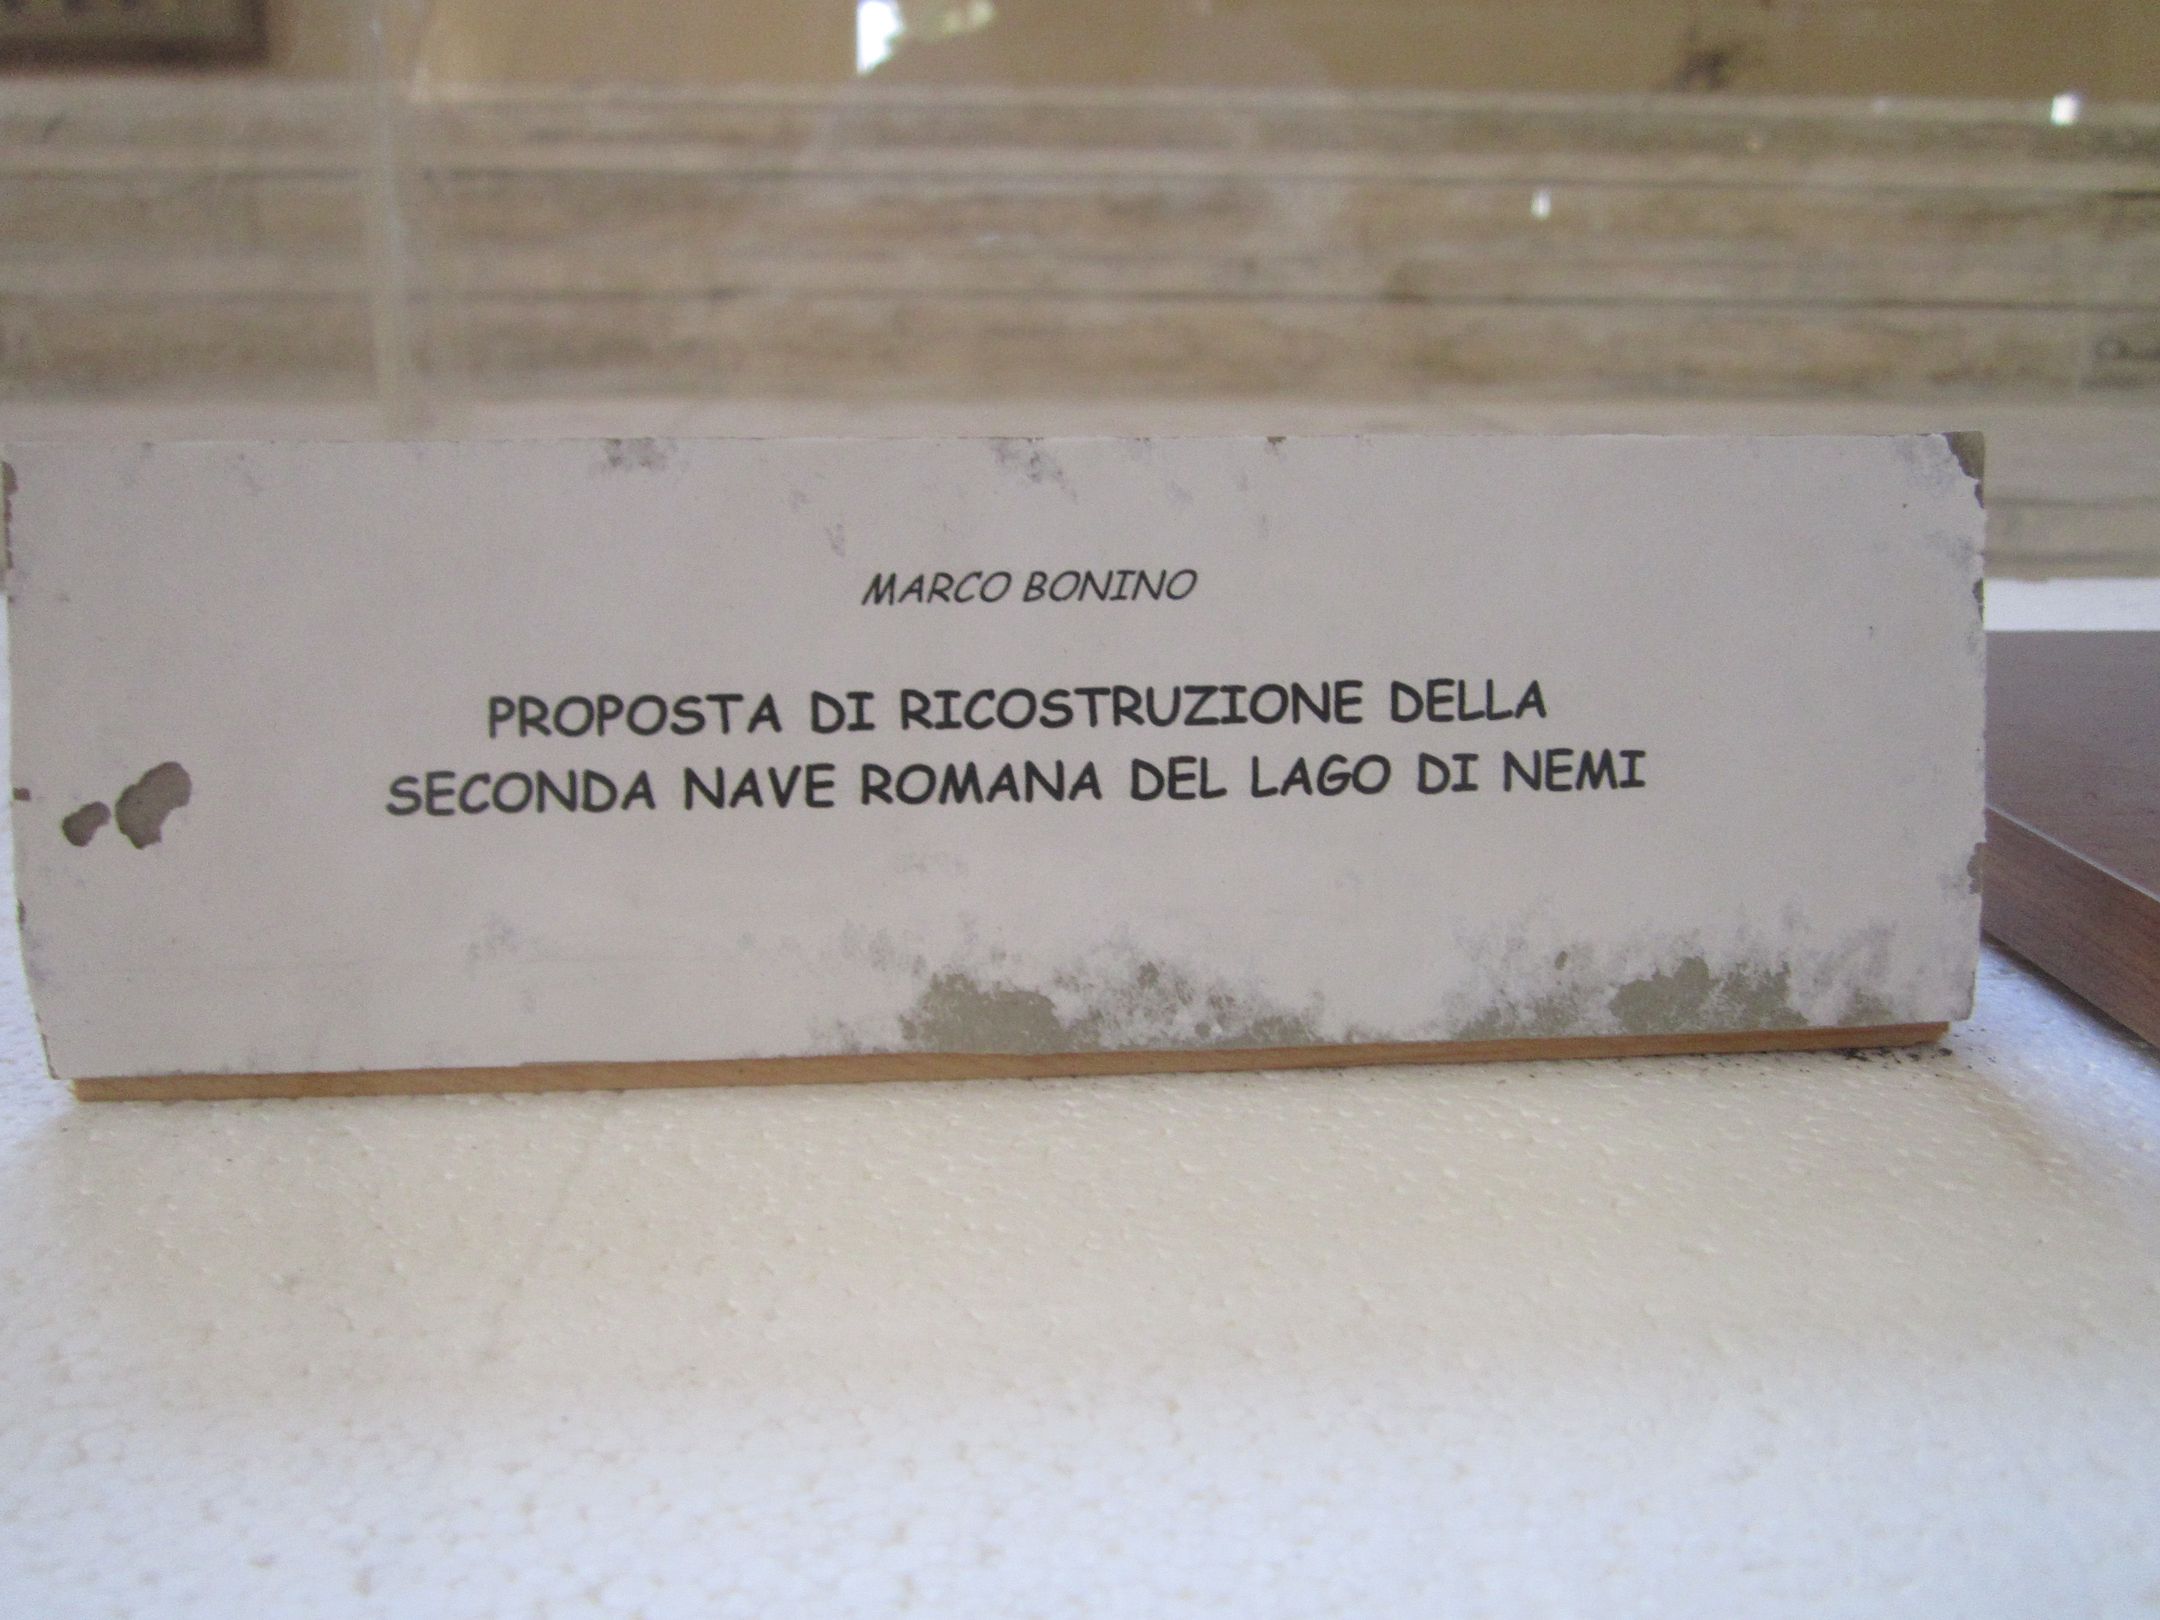 MARCO BONINO
PROPOSTA DI RICOSTRUZIONE DELLA
SECONDA NAVE ROMANA DEL LAGO DI NEMI